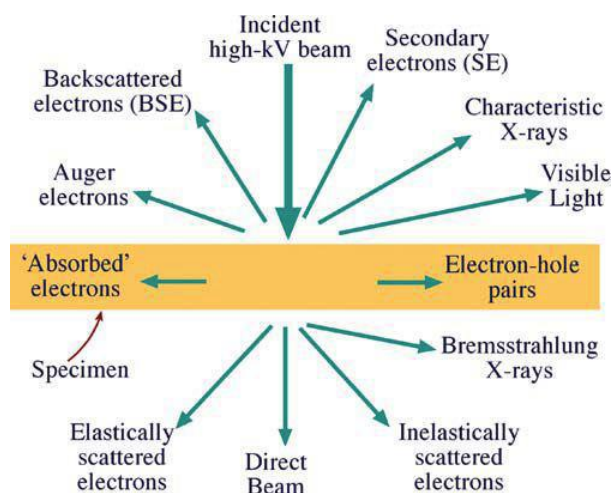 Incident
high-kV beam
Secondary
electrons (SE)
Backscattered
electrons (BSE)
Characteristic
X-rays
Auger
electrons
Visible
Light
‘Absorbed’
electrons
Electron-hole
pairs
Specimen
Bremsstrahlung
X-rays
Elastically
scattered
electrons
Direct
Beam
Inelastically
scattered
electrons